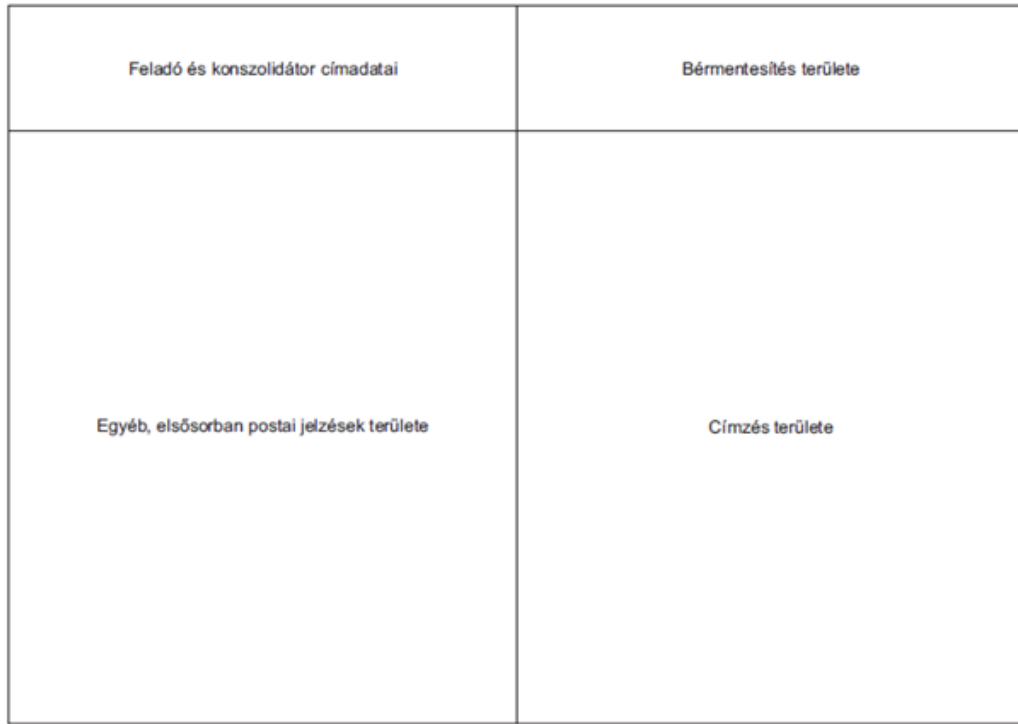 Feladó és konszolidátor címadatai
Bérmentesítés területe
Egyéb, elsősorban postai jelzések területe
Címzés területe